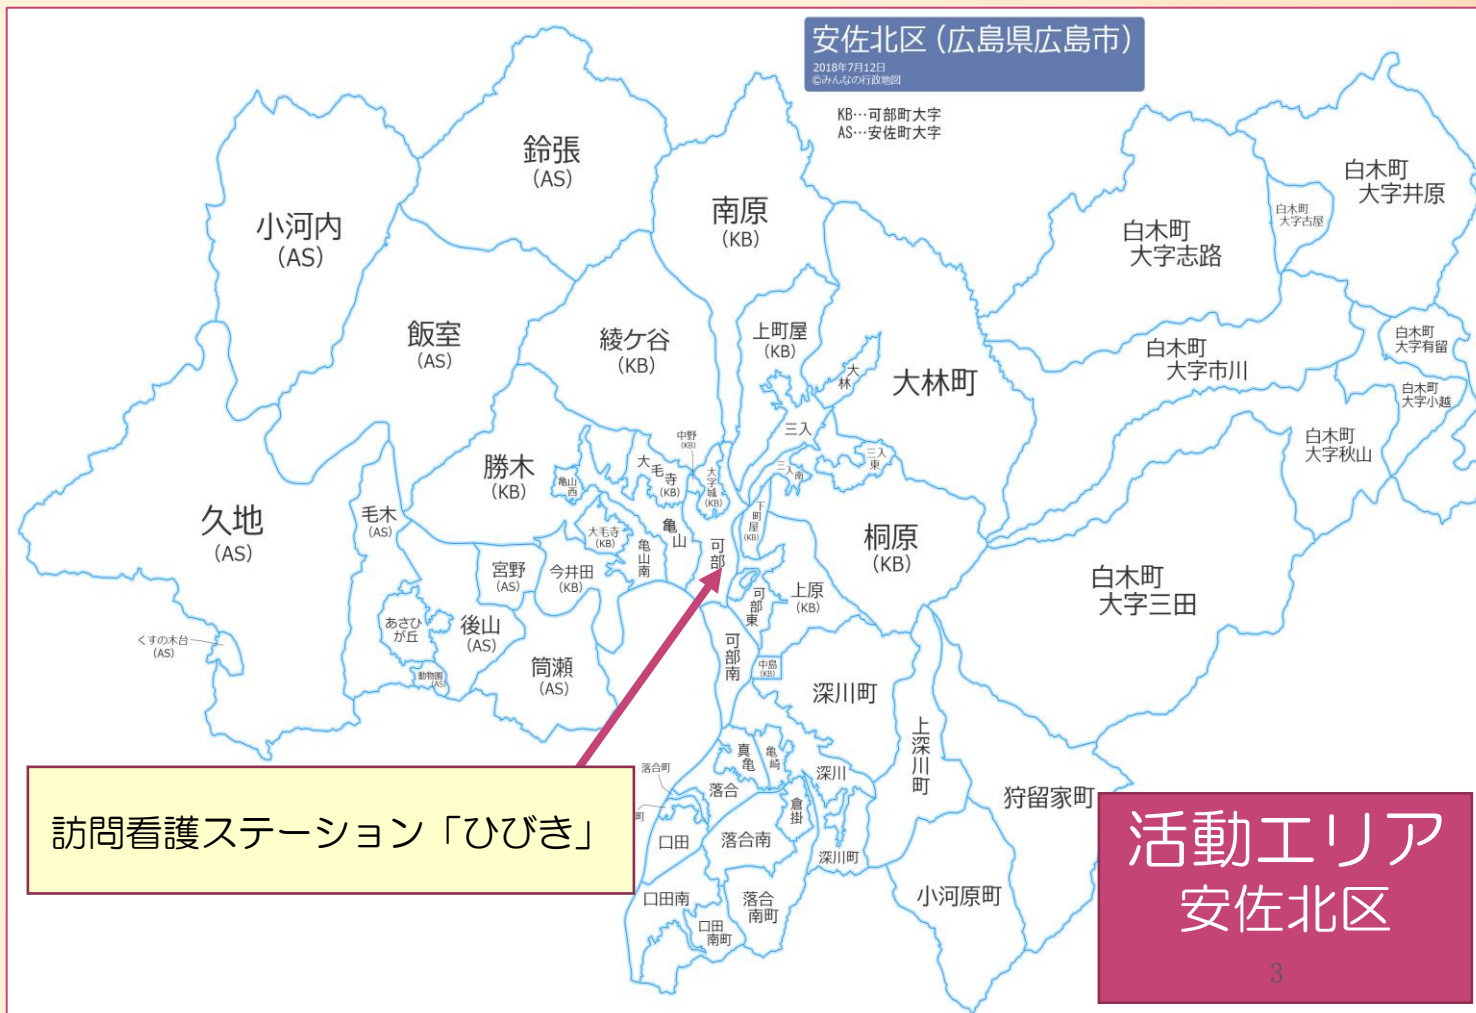 安佐北区（広島県広島市）
2018年7月12日
©みんなの行政地図
KB…可部町大字
AS…安佐町大字
鈴張
(AS)
小河内
(AS)
南原
(KB)
白木町
大字井原
白木町
大字古屋
白木町
大字志路
飯室
(AS)
綾ケ谷
(KB)
上町屋
(KB)
大林
大林町
白木町
大字市川
白木町
大字有留
白木町
大字小越
白木町
大字秋山
三入
三入東
三入南
中野
(KB)
大字城
(KB)
大毛寺
(KB)
勝木
(KB)
亀山西
久地
(AS)
毛木
(AS)
大毛寺
(KB)
亀山
亀山南
可部
下町屋
(KB)
桐原
(KB)
宮野
(AS)
今井田
(KB)
可部東
上原
(KB)
白木町
大字三田
くすの木台
(AS)
あさひ
が丘
後山
(AS)
動物園
(AS)
筒瀬
(AS)
可部南
中島
(KB)
深川町
上深川町
狩留家町
真亀
亀崎
落合町
落合
深川
倉掛
町
口田
落合南
深川町
口田南
落合
南町
口田
南町
小河原町
訪問看護ステーション「ひびき」
活動エリア
安佐北区
3